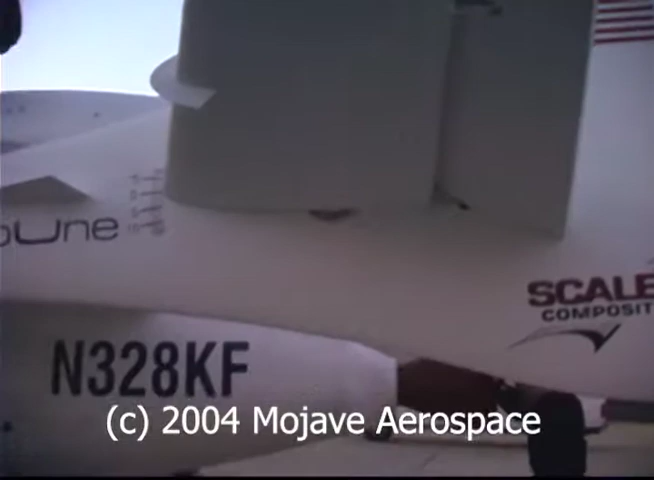 oUne
SCALE
COMPOSIT
N328KF
(c) 2004 Mojave Aerospace